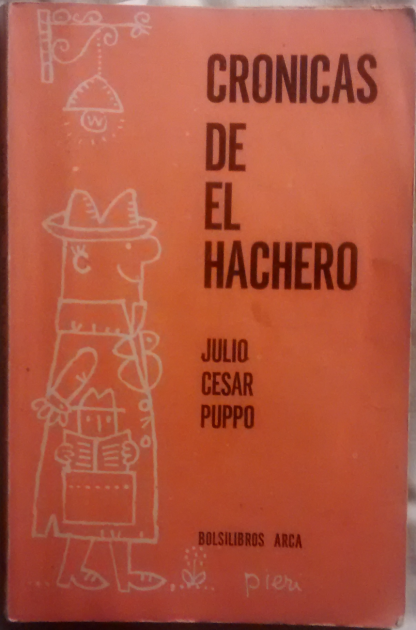 CRONICAS
DE
EL
HACHERO
JULIO
CESAR
PUPPO
BOLSILIBROS ARCA
pieri